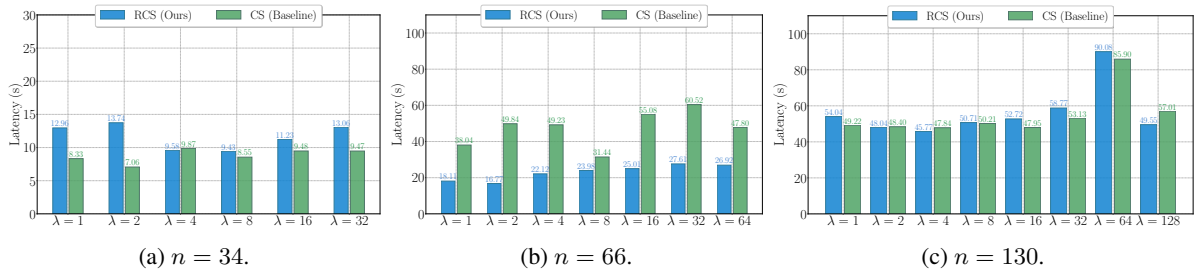 RCS (Ours) CS (Baseline)
Latency (s)
30
25
20
15
10
5
0
12.96 8.33 13.74 7.06 9.58 9.87 9.43 8.55 11.23 9.48 13.06 9.47
λ = 1 λ = 2 λ = 4 λ = 8 λ = 16 λ = 32
(a) n = 34.
RCS (Ours) CS (Baseline)
Latency (s)
100
80
60
40
20
0
18.11 38.04 16.77 49.84 22.12 49.23 23.98 31.44 25.01 55.08 27.61 60.52 26.92 47.80
λ = 1 λ = 2 λ = 4 λ = 8 λ = 16 λ = 32 λ = 64
(b) n = 66.
RCS (Ours) CS (Baseline)
Latency (s)
100
80
60
40
20
0
54.04 49.22 48.04 48.40 45.77 47.84 50.71 50.21 52.72 47.95 58.77 53.13 90.08 85.90 49.55 57.01
λ = 1 λ = 2 λ = 4 λ = 8 λ = 16 λ = 32 λ = 64 λ = 128
(c) n = 130.